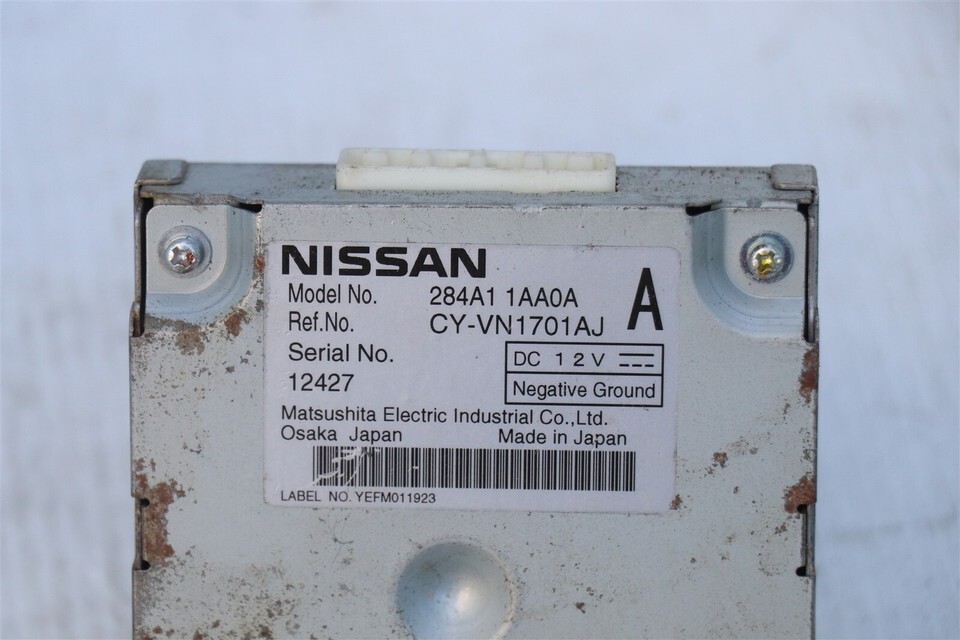 NISSAN
Model No. 284A1 1AA0A A
Ref.No. CY-VN1701AJ
Serial No.
12427
DC 12V
Negative Ground
Matsushita Electric Industrial Co.,Ltd.
Osaka Japan Made in Japan
LABEL NO. YEFM011923